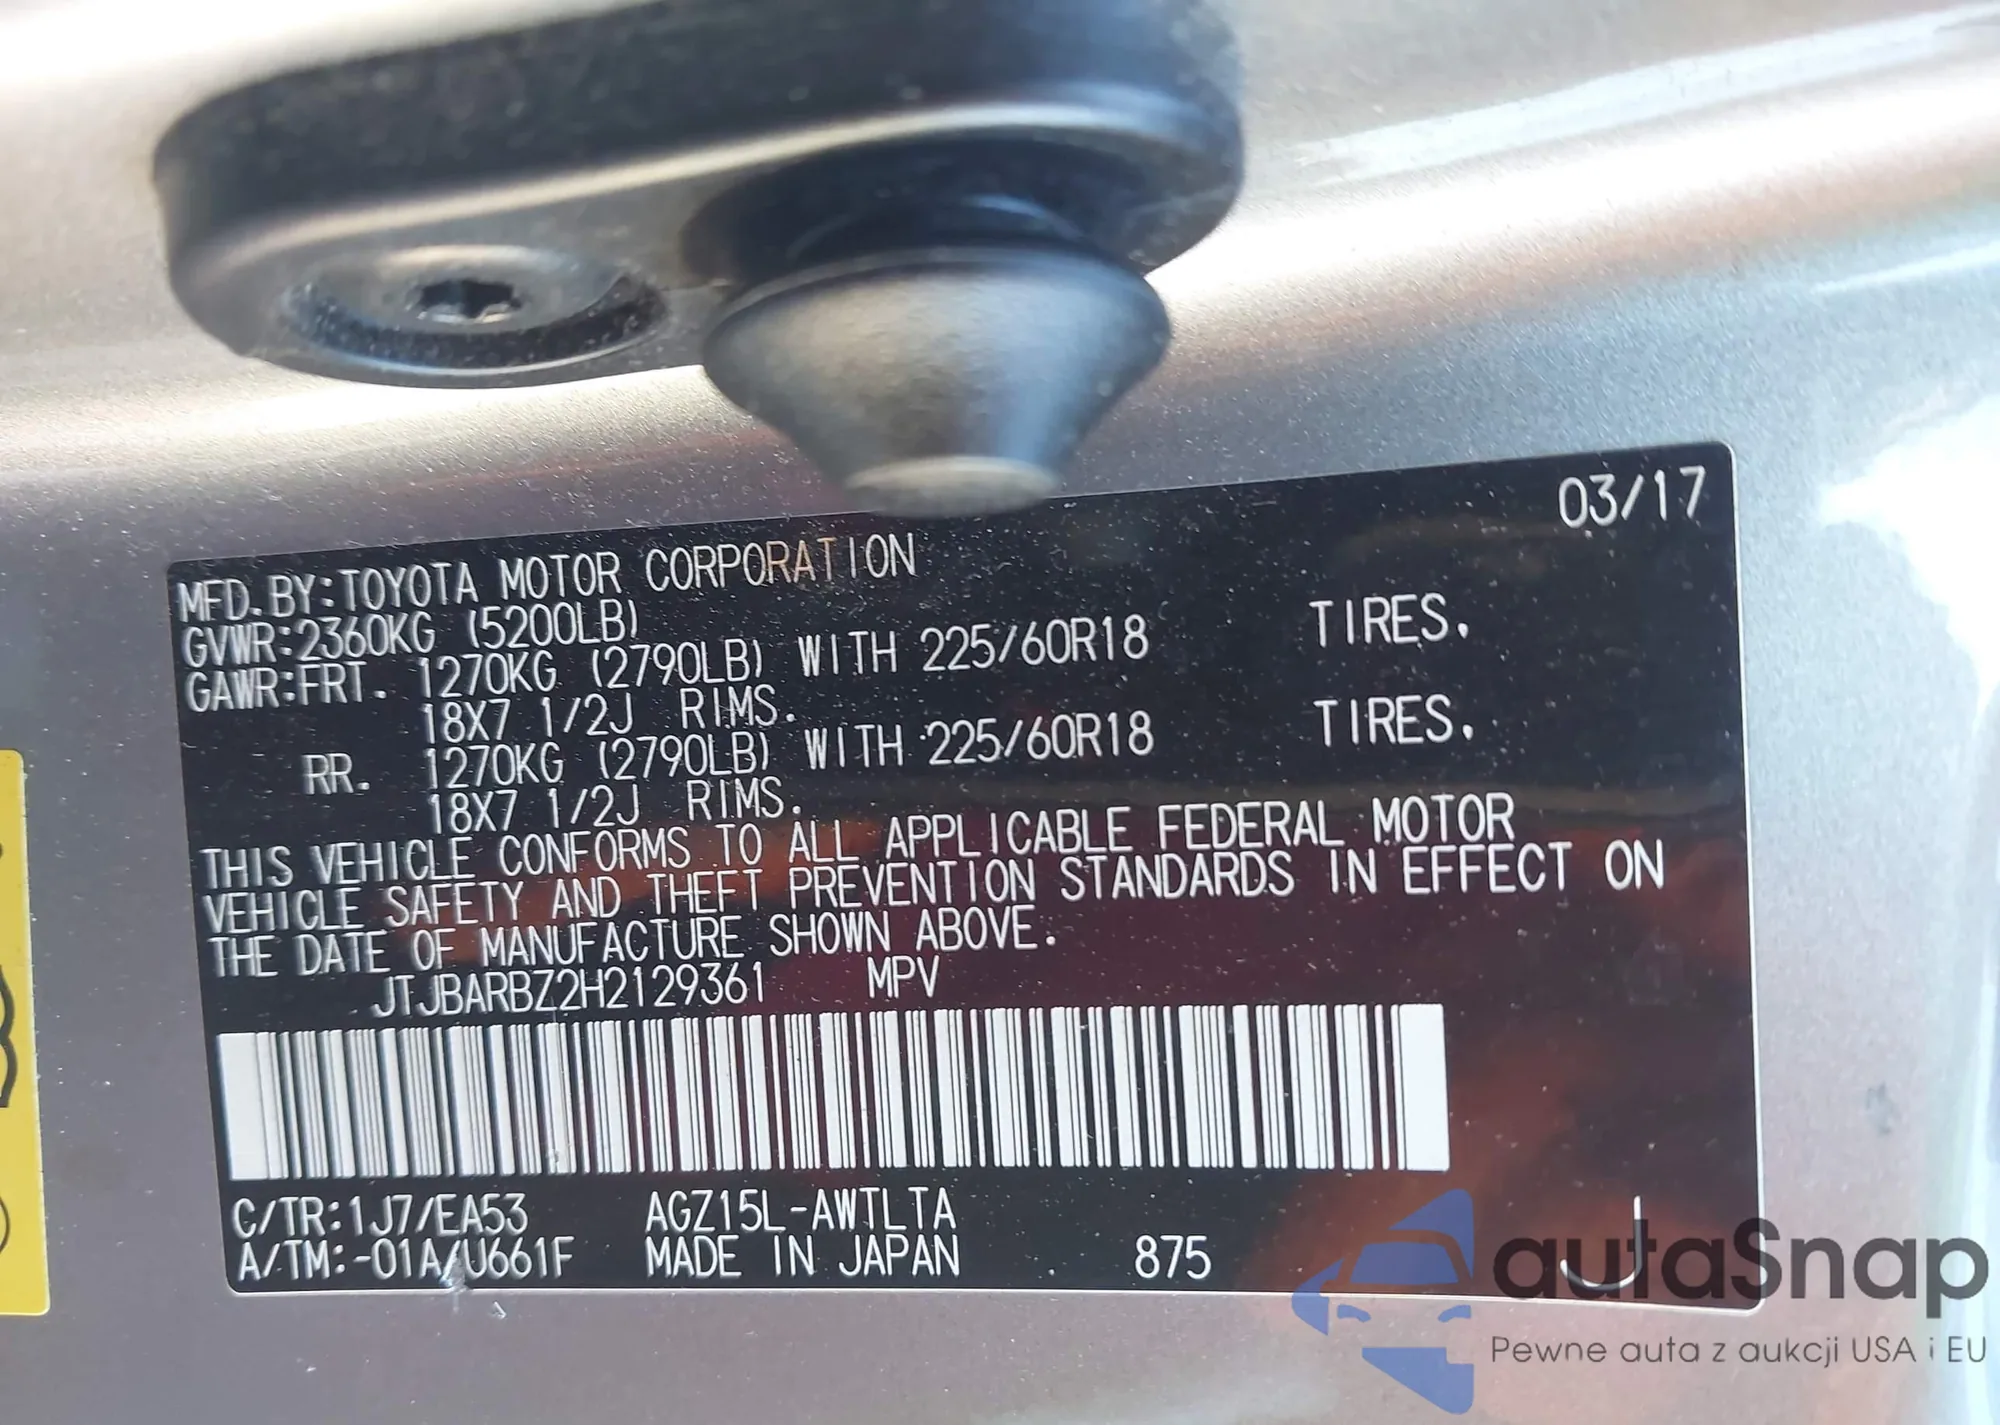 03/17
MFD.BY:TOYOTA MOTOR CORPORATION
GVWR:2360KG (5200LB)
GAWR:FRT. 1270KG (2790LB) WITH 225/60R18 TIRES.
18X7 1/2J RIMS.
RR. 1270KG (2790LB) WITH 225/60R18 TIRES.
18X7 1/2J RIMS.
THIS VEHICLE CONFORMS TO ALL APPLICABLE FEDERAL MOTOR
VEHICLE SAFETY AND THEFT PREVENTION STANDARDS IN EFFECT ON
THE DATE OF MANUFACTURE SHOWN ABOVE.
JTJBARBZ2H2129361 MPV
C/TR:1J7/EA53 AGZ15L-AWTLTA
A/TM:-01A/U661F MADE IN JAPAN 875 J
autaSnap
Pewne auta z aukcji USA i EU